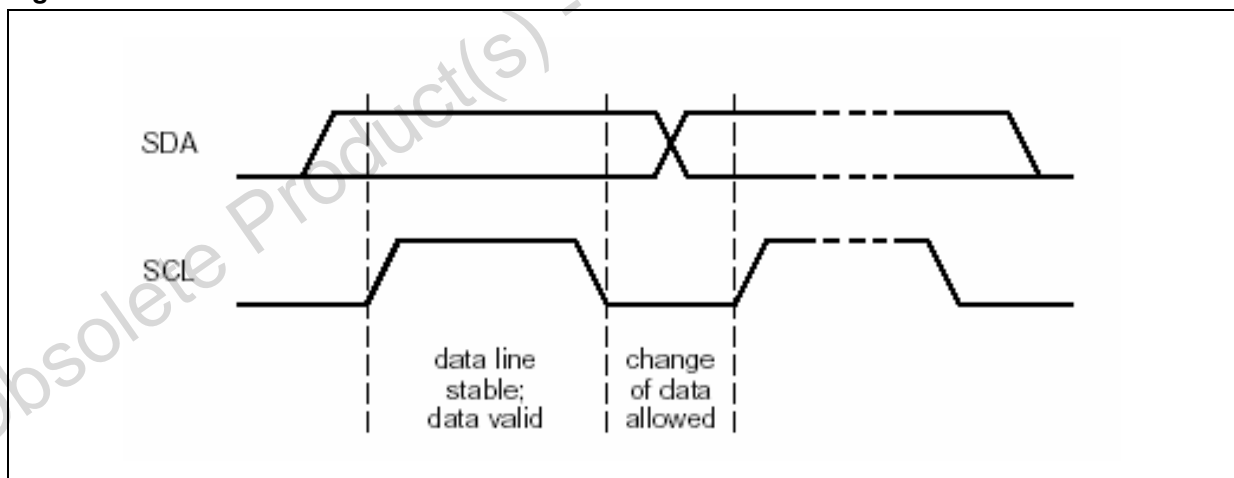 SDA
SCL
data line
stable;
data valid
change
of data
allowed
Obsolete Product(s) -